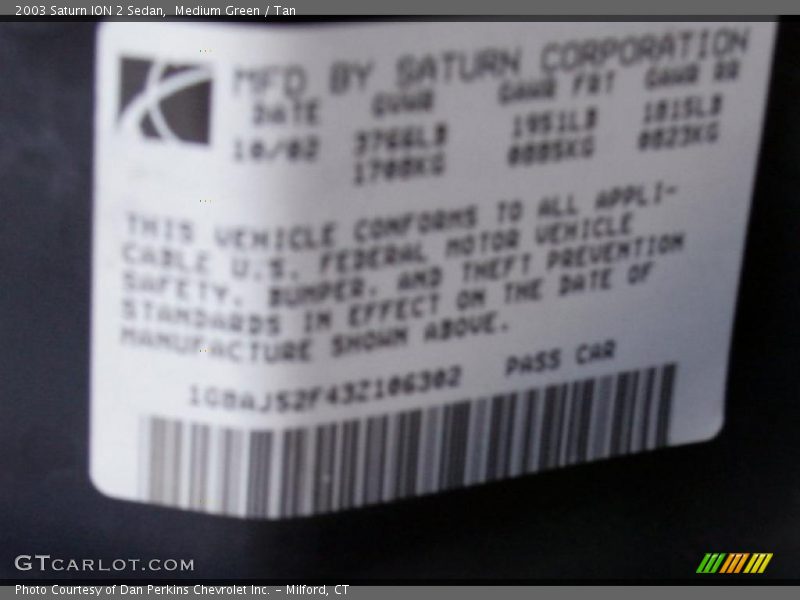 2003 Saturn ION 2 Sedan, Medium Green / Tan
MFD BY SATURN CORPORATION
DATE GVWR GAWR FRT GAWR RR
10/02 3766LB 1951LB 1815LB
1708KG 0885KG 0823KG
THIS VEHICLE CONFORMS TO ALL APPLI-
CABLE U.S. FEDERAL MOTOR VEHICLE
SAFETY, BUMPER, AND THEFT PREVENTION
STANDARDS IN EFFECT ON THE DATE OF
MANUFACTURE SHOWN ABOVE.
1G8AJ52F43Z106302 PASS CAR
GTCARLOT.COM
Photo Courtesy of Dan Perkins Chevrolet Inc. - Milford, CT